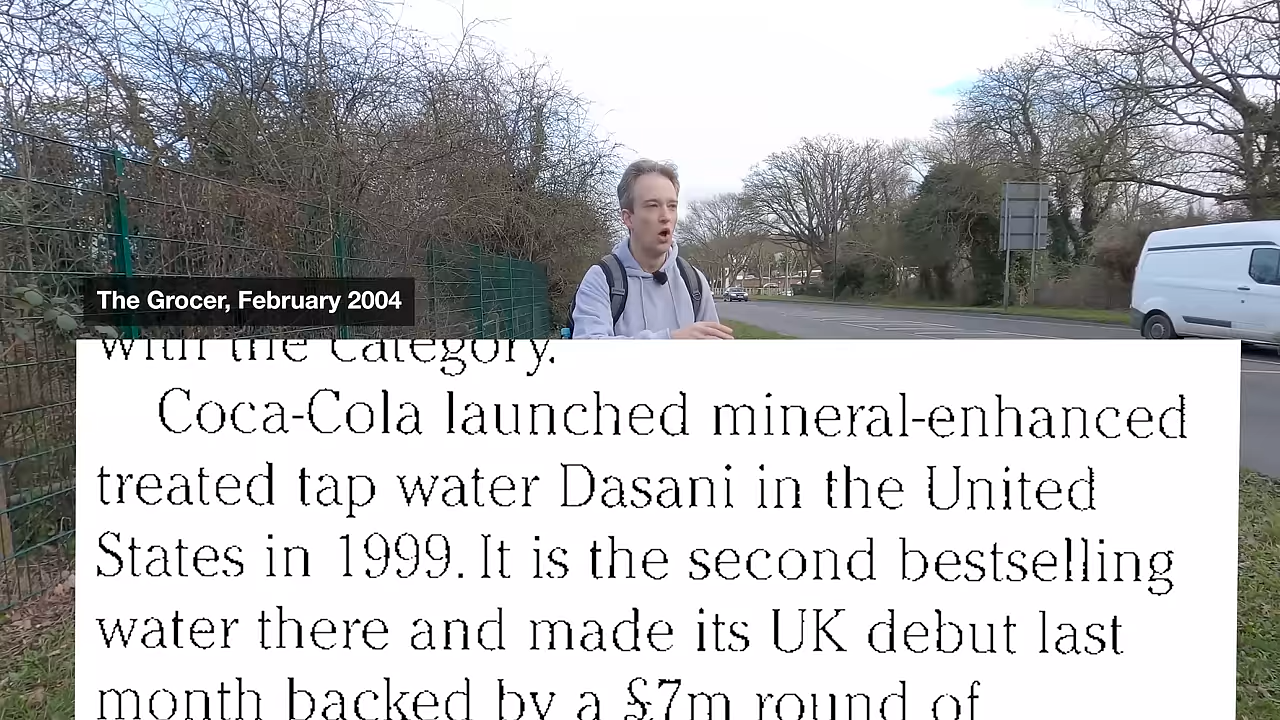 The Grocer, February 2004
with the category.
Coca-Cola launched mineral-enhanced
treated tap water Dasani in the United
States in 1999. It is the second bestselling
water there and made its UK debut last
month backed by a £7m round of